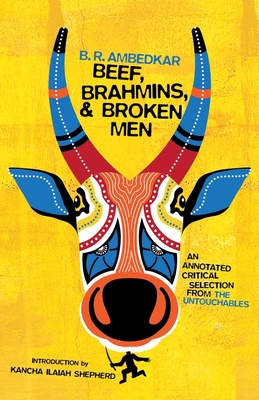 B. R. AMBEDKAR
BEEF,
BRAHMINS,
& BROKEN
MEN
AN
ANNOTATED
CRITICAL
SELECTION
FROM THE
UNTOUCHABLES
INTRODUCTION BY
KANCHA ILAIAH SHEPHERD